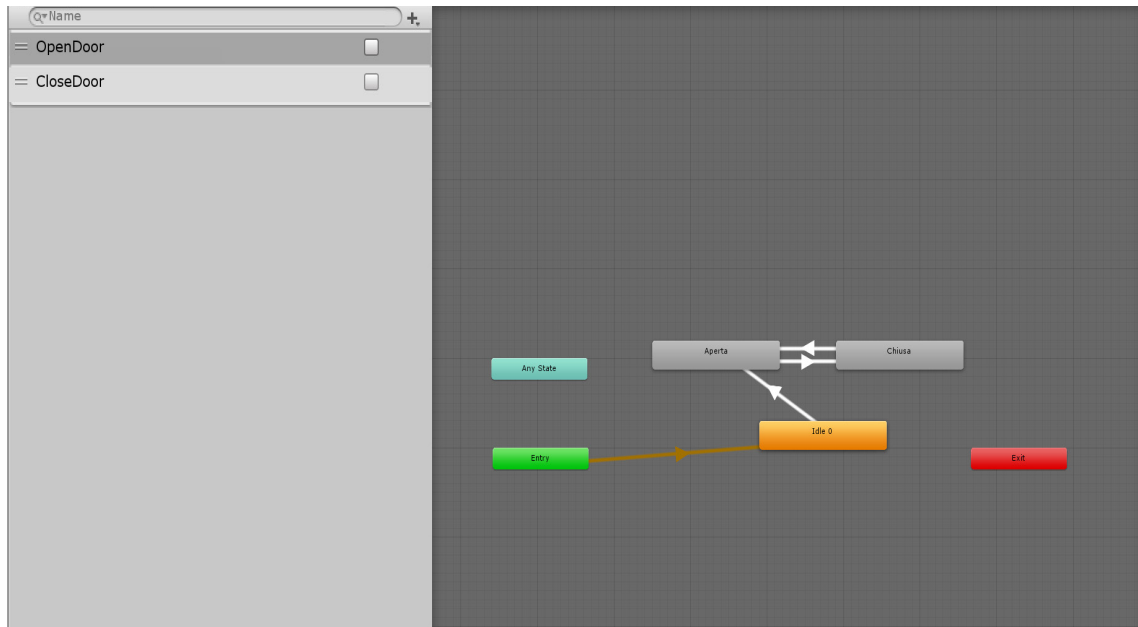 Name
OpenDoor
CloseDoor
Aperta
Chiusa
Any State
Idle 0
Entry
Exit